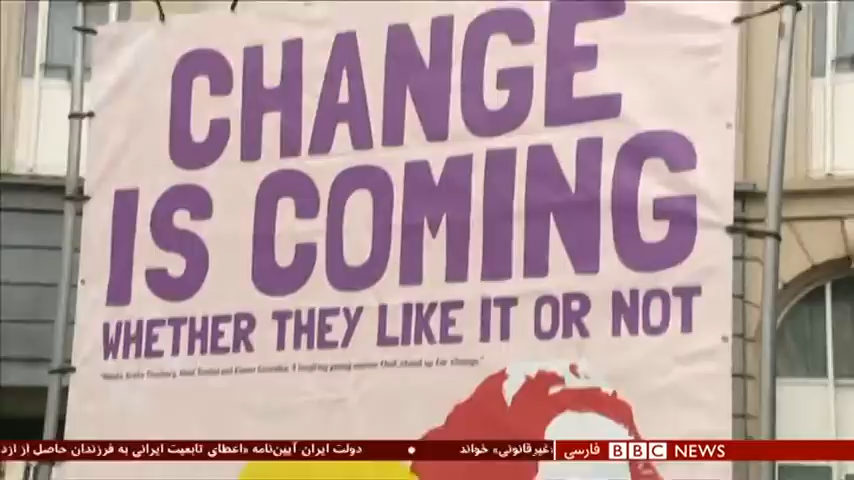 CHANGE
IS COMING
WHETHER THEY LIKE IT OR NOT
دولت ایران آیین‌نامه «اعطای تابعیت ایرانی به فرزندان حاصل از ازد
غیرقانونی» خواند
فارسی BBC NEWS